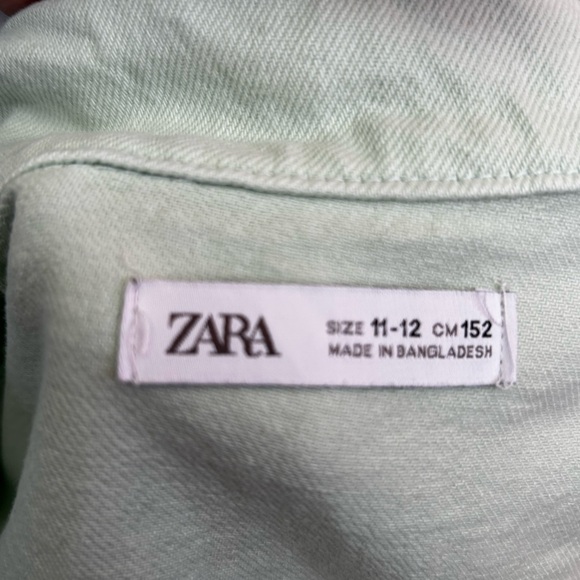 ZARA
SIZE 11-12 CM 152
MADE IN BANGLADESH